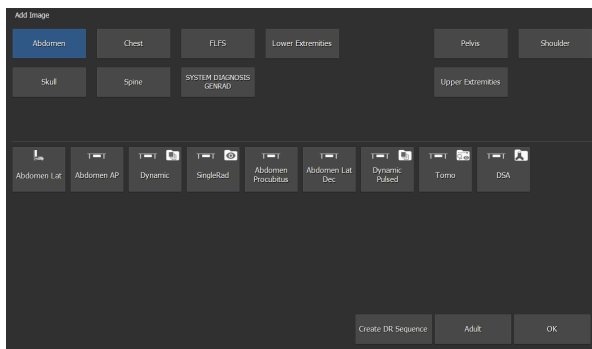 Add Image
Abdomen
Chest
FLFS
Lower Extremities
Pelvis
Shoulder
Skull
Spine
SYSTEM DIAGNOSIS
GENRAD
Upper Extremities
Abdomen Lat
Abdomen AP
Dynamic
SingleRad
Abdomen
Procubitus
Abdomen Lat
Dec
Dynamic
Pulsed
Tomo
DSA
Create DR Sequence
Adult
OK